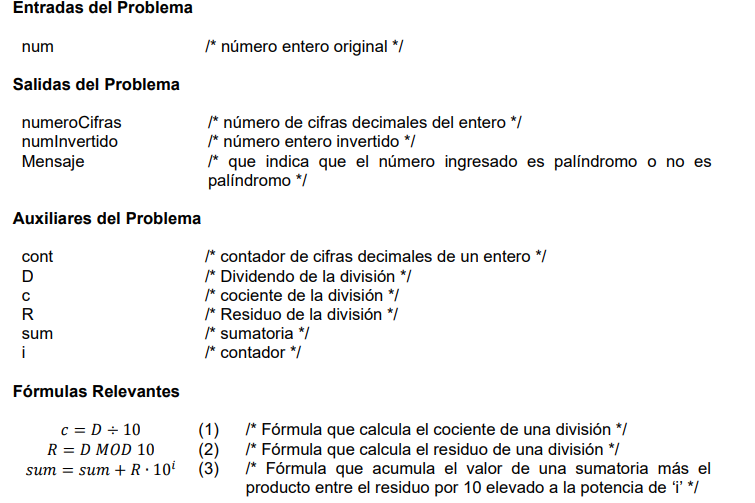 Entradas del Problema
num /* número entero original */
Salidas del Problema
numeroCifras /* número de cifras decimales del entero */
numInvertido /* número entero invertido */
Mensaje /* que indica que el número ingresado es palíndromo o no es
palíndromo */
Auxiliares del Problema
cont /* contador de cifras decimales de un entero */
D /* Dividendo de la división */
c /* cociente de la división */
R /* Residuo de la división */
sum /* sumatoria */
i /* contador */
Fórmulas Relevantes
c = D ÷ 10 (1) /* Fórmula que calcula el cociente de una división */
R = D MOD 10 (2) /* Fórmula que calcula el residuo de una división */
sum = sum + R · 10^i (3) /* Fórmula que acumula el valor de una sumatoria más el
producto entre el residuo por 10 elevado a la potencia de ‘i’ */